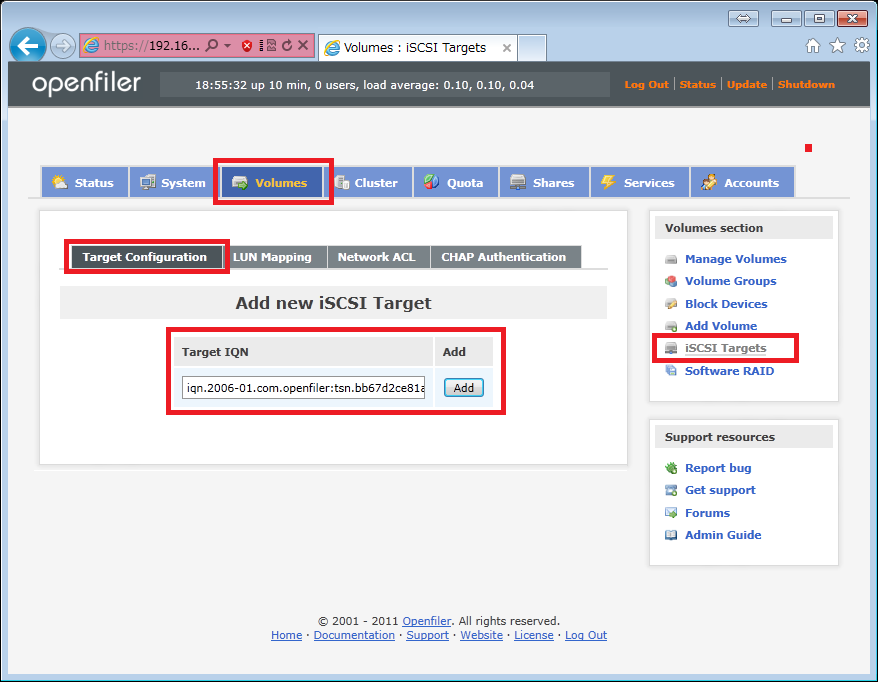 https://192.16...
Volumes : iSCSI Targets
openfiler
18:55:32 up 10 min, 0 users, load average: 0.10, 0.10, 0.04
Log Out | Status | Update | Shutdown
Status
System
Volumes
Cluster
Quota
Shares
Services
Accounts
Target Configuration
LUN Mapping
Network ACL
CHAP Authentication
Add new iSCSI Target
Target IQN
Add
iqn.2006-01.com.openfiler:tsn.bb67d2ce81a
Add
Volumes section
Manage Volumes
Volume Groups
Block Devices
Add Volume
iSCSI Targets
Software RAID
Support resources
Report bug
Get support
Forums
Admin Guide
© 2001 - 2011 Openfiler. All rights reserved.
Home · Documentation · Support · Website · License · Log Out